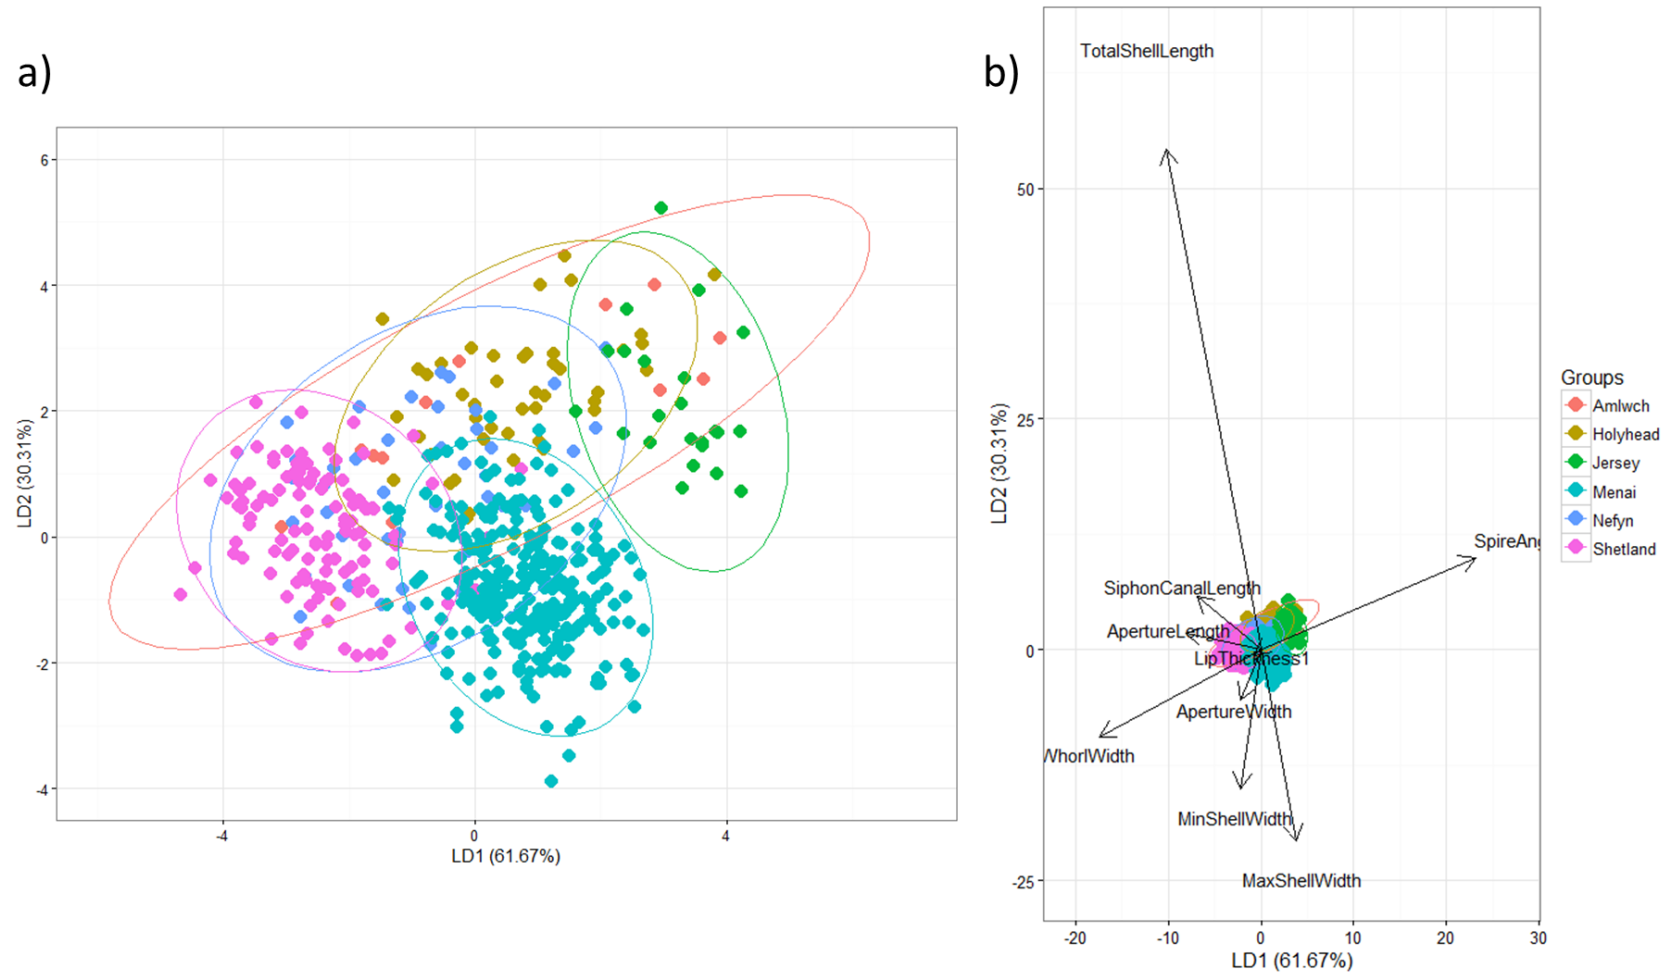 a)
6
4
2
0
-2
-4
-4
0
4
LD1 (61.67%)
LD2 (30.31%)
b)
TotalShellLength
SpireAng
SiphonCanalLength
ApertureLength
LipThickness1
ApertureWidth
WhorlWidth
MinShellWidth
MaxShellWidth
50
25
0
-25
-20
-10
0
10
20
30
LD1 (61.67%)
LD2 (30.31%)
Groups
Amlwch
Holyhead
Jersey
Menai
Nefyn
Shetland